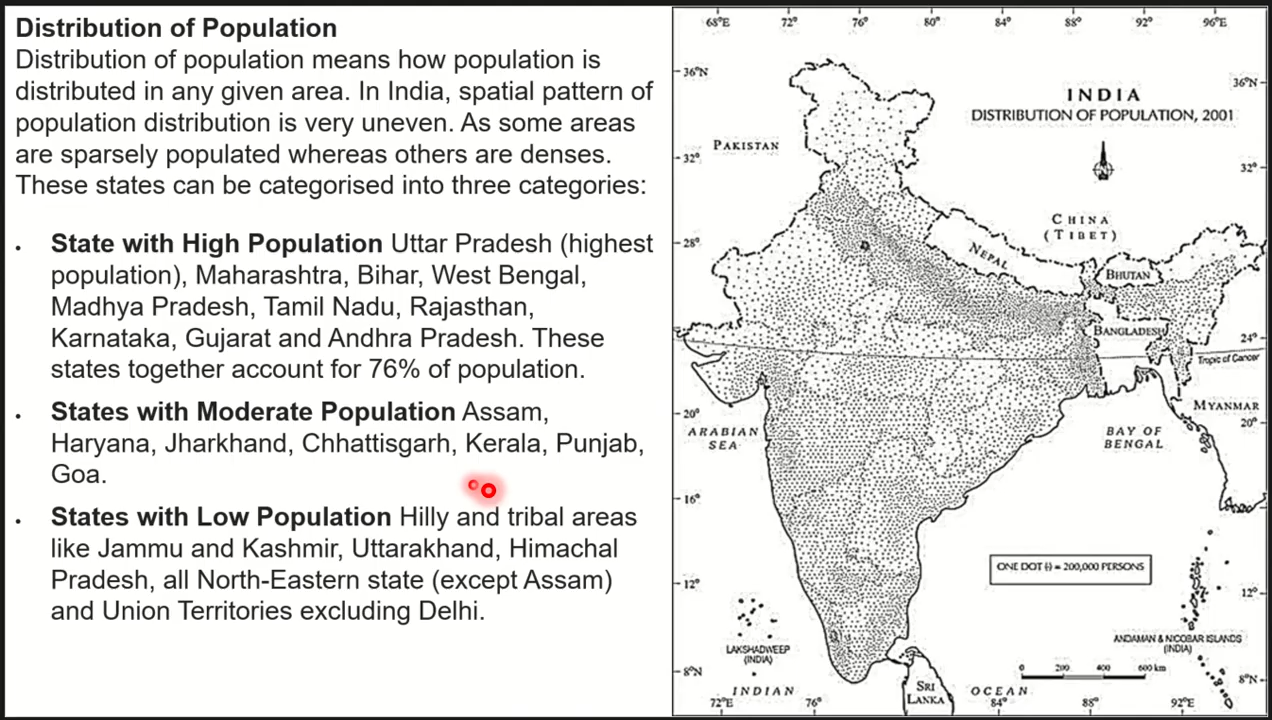 Distribution of Population
Distribution of population means how population is
distributed in any given area. In India, spatial pattern of
population distribution is very uneven. As some areas
are sparsely populated whereas others are denses.
These states can be categorised into three categories:
• State with High Population Uttar Pradesh (highest
population), Maharashtra, Bihar, West Bengal,
Madhya Pradesh, Tamil Nadu, Rajasthan,
Karnataka, Gujarat and Andhra Pradesh. These
states together account for 76% of population.
• States with Moderate Population Assam,
Haryana, Jharkhand, Chhattisgarh, Kerala, Punjab,
Goa.
• States with Low Population Hilly and tribal areas
like Jammu and Kashmir, Uttarakhand, Himachal
Pradesh, all North-Eastern state (except Assam)
and Union Territories excluding Delhi.
68°E 72° 76° 80° 84° 88° 92° 96°E
36°N 36°N
INDIA
DISTRIBUTION OF POPULATION, 2001
PAKISTAN
32° 32°
CHINA
(TIBET)
28°
NEPAL
BHUTAN
BANGLADESH
24°
Tropic of Cancer
MYANMAR
20° 20°
ARABIAN
SEA
BAY OF
BENGAL
16°
ONE DOT (·) = 200,000 PERSONS
12° 12°
LAKSHADWEEP
(INDIA)
ANDAMAN & NICOBAR ISLANDS
(INDIA)
0 200 400 600 km
8°N 8°N
SRI
LANKA
INDIAN OCEAN
72°E 76° 84° 88° 92°E